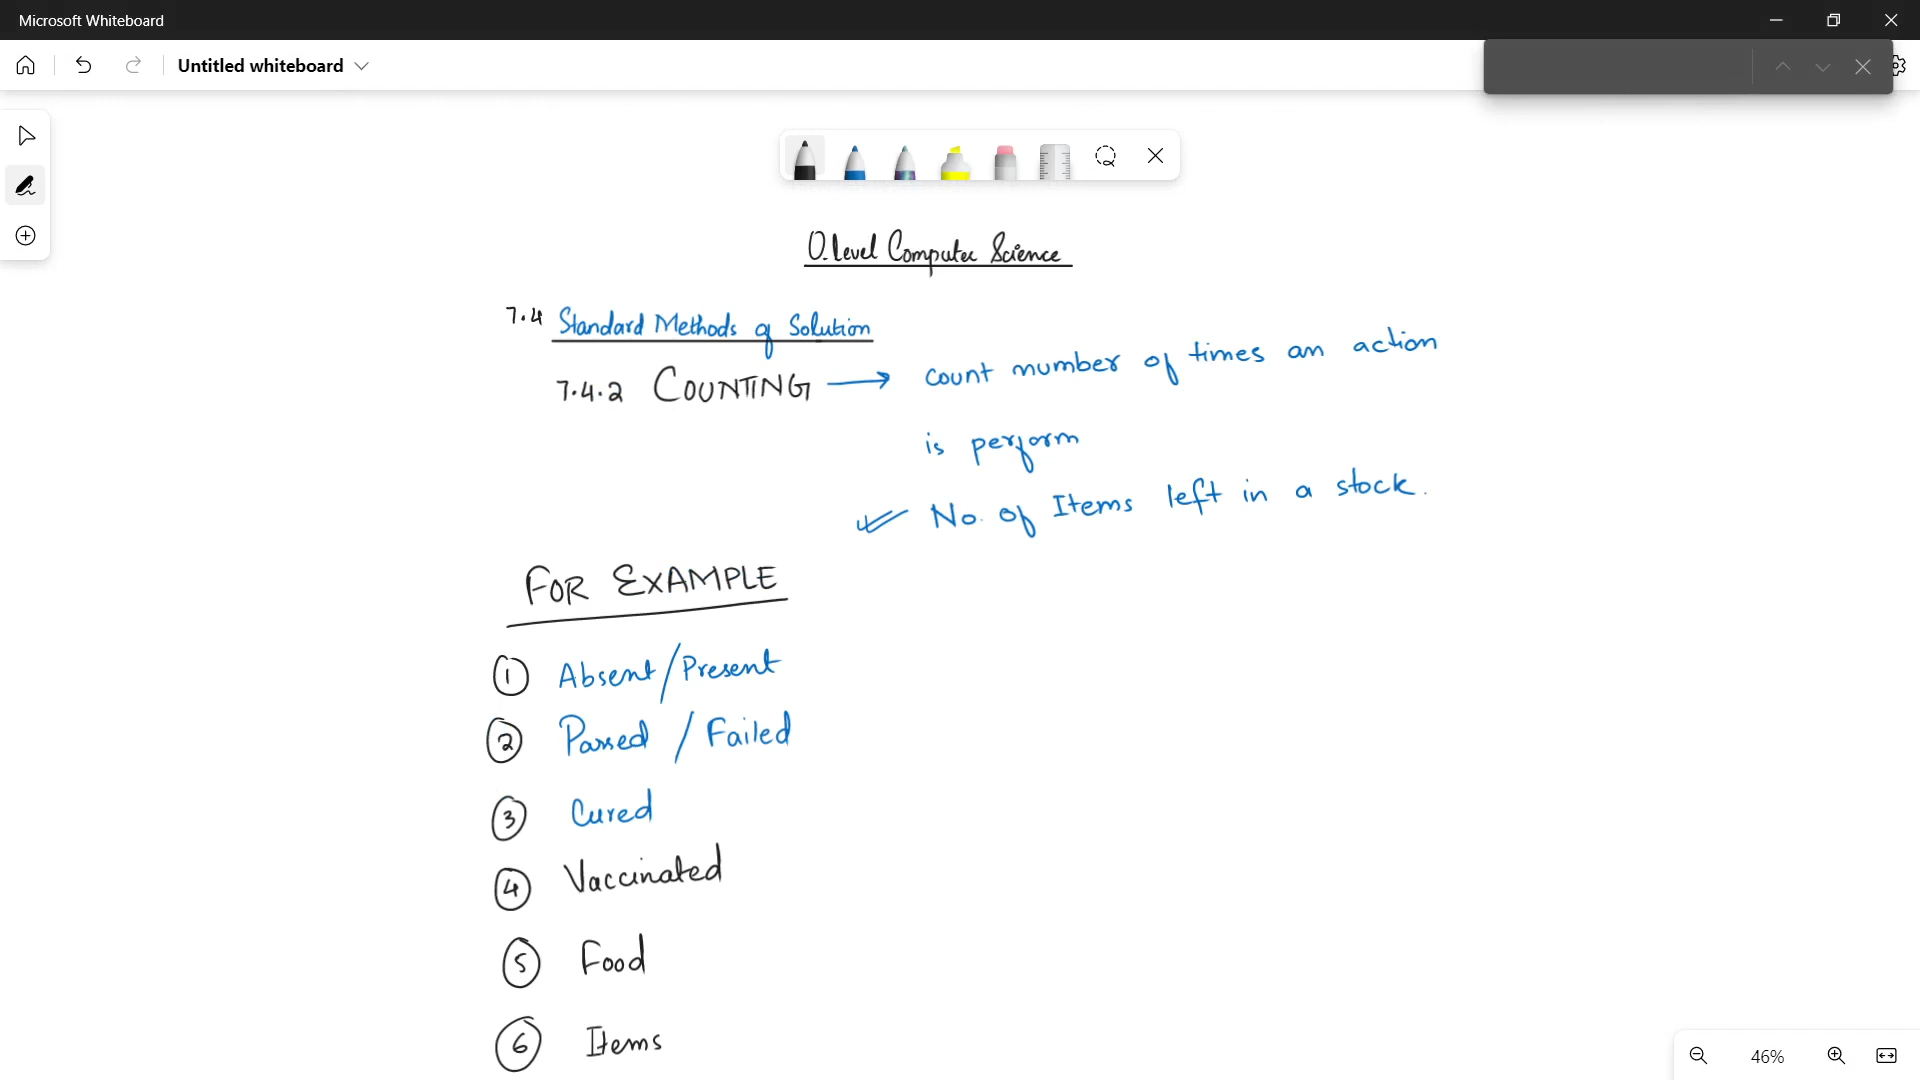 Microsoft Whiteboard
Untitled whiteboard
O.level Computer Science
7.4 Standard Methods of Solution
7.4.2 COUNTING → count number of times an action
is perform
✓ No. of Items left in a stock.
FOR EXAMPLE
① Absent/Present
② Passed / Failed
③ Cured
④ Vaccinated
⑤ Food
⑥ Items
46%